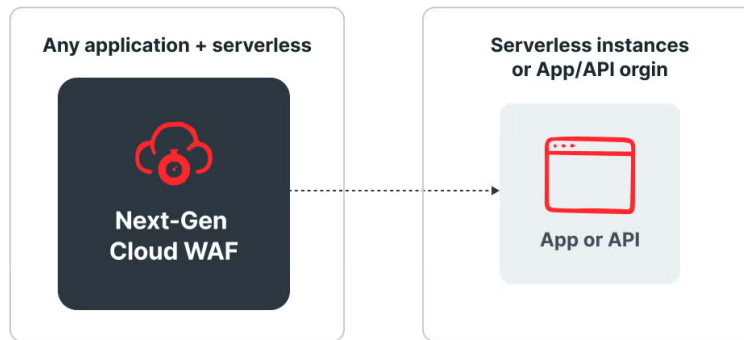 Any application + serverless
Next-Gen
Cloud WAF
Serverless instances
or App/API orgin
App or API